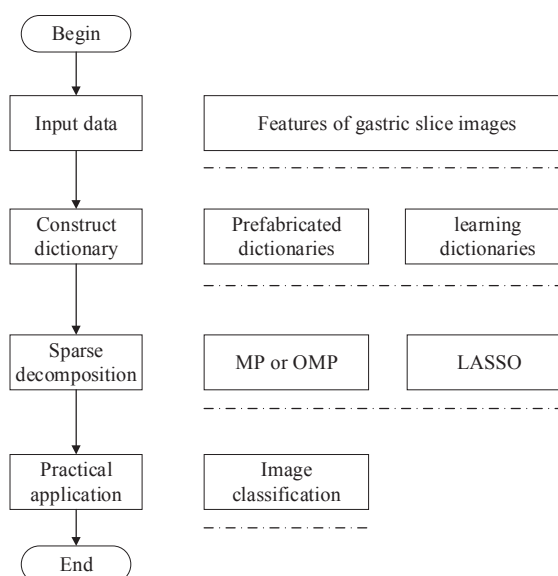 Begin
Input data
Features of gastric slice images
Construct
dictionary
Prefabricated
dictionaries
learning
dictionaries
Sparse
decomposition
MP or OMP
LASSO
Practical
application
Image
classification
End